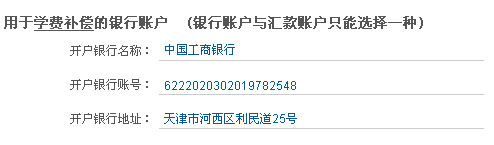 用于学费补偿的银行账户 (银行账户与汇款账户只能选择一种)
开户银行名称: 中国工商银行
开户银行账号: 6222020302019782548
开户银行地址: 天津市河西区利民道25号